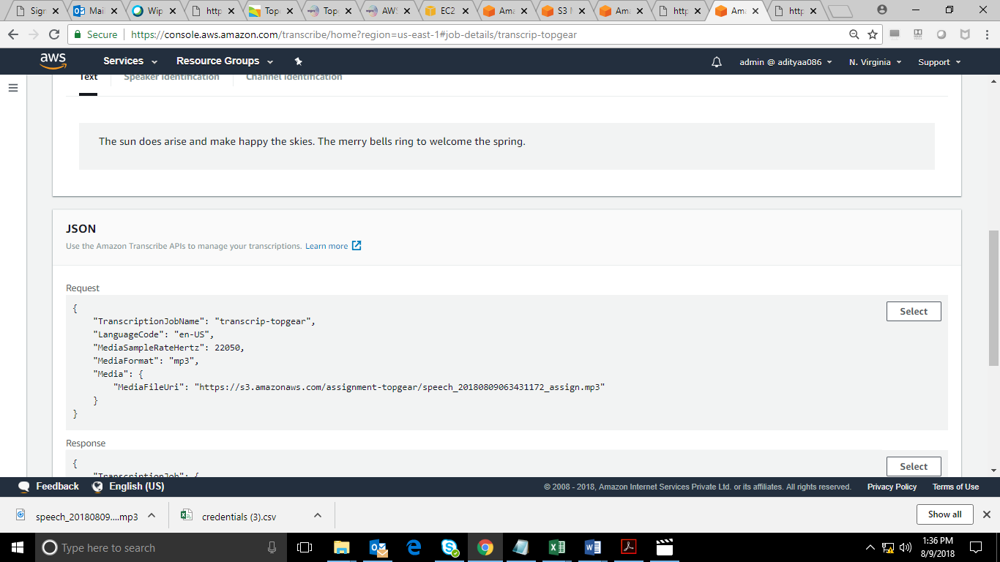 Sign
Mail
Wip
http
Tope
Tope
AWS
EC2
Ama
S3 M
Ama
http
Ama
http
Secure https://console.aws.amazon.com/transcribe/home?region=us-east-1#job-details/transcrip-topgear
aws Services Resource Groups admin @ adityaa086 N. Virginia Support
Text Speaker identification Channel identification
The sun does arise and make happy the skies. The merry bells ring to welcome the spring.
JSON
Use the Amazon Transcribe APIs to manage your transcriptions. Learn more
Request
{
"TranscriptionJobName": "transcrip-topgear",
"LanguageCode": "en-US",
"MediaSampleRateHertz": 22050,
"MediaFormat": "mp3",
"Media": {
"MediaFileUri": "https://s3.amazonaws.com/assignment-topgear/speech_20180809063431172_assign.mp3"
}
}
Select
Response
{
"TranscriptionJob": {
Select
Feedback English (US) © 2008 - 2018, Amazon Internet Services Private Ltd. or its affiliates. All rights reserved. Privacy Policy Terms of Use
speech_20180809....mp3 credentials (3).csv Show all
Type here to search
1:36 PM
8/9/2018